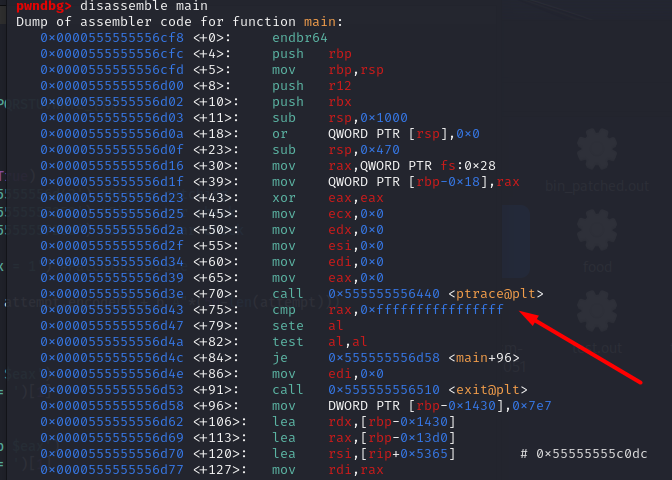 pwndbg> disassemble main
Dump of assembler code for function main:
0x0000555555556cf8 <+0>: endbr64
0x0000555555556cfc <+4>: push rbp
0x0000555555556cfd <+5>: mov rbp,rsp
0x0000555555556d00 <+8>: push r12
0x0000555555556d02 <+10>: push rbx
0x0000555555556d03 <+11>: sub rsp,0x1000
0x0000555555556d0a <+18>: or QWORD PTR [rsp],0x0
0x0000555555556d0f <+23>: sub rsp,0x470
0x0000555555556d16 <+30>: mov rax,QWORD PTR fs:0x28
0x0000555555556d1f <+39>: mov QWORD PTR [rbp-0x18],rax
0x0000555555556d23 <+43>: xor eax,eax
0x0000555555556d25 <+45>: mov ecx,0x0
0x0000555555556d2a <+50>: mov edx,0x0
0x0000555555556d2f <+55>: mov esi,0x0
0x0000555555556d34 <+60>: mov edi,0x0
0x0000555555556d39 <+65>: mov eax,0x0
0x0000555555556d3e <+70>: call 0x555555556440 <ptrace@plt>
0x0000555555556d43 <+75>: cmp rax,0xffffffffffffffff
0x0000555555556d47 <+79>: sete al
0x0000555555556d4a <+82>: test al,al
0x0000555555556d4c <+84>: je 0x555555556d58 <main+96>
0x0000555555556d4e <+86>: mov edi,0x0
0x0000555555556d53 <+91>: call 0x555555556510 <exit@plt>
0x0000555555556d58 <+96>: mov DWORD PTR [rbp-0x1430],0x7e7
0x0000555555556d62 <+106>: lea rdx,[rbp-0x1430]
0x0000555555556d69 <+113>: lea rax,[rbp-0x13d0]
0x0000555555556d70 <+120>: lea rsi,[rip+0x5365] # 0x55555555c0dc
0x0000555555556d77 <+127>: mov rdi,rax
bin_patched.out
food